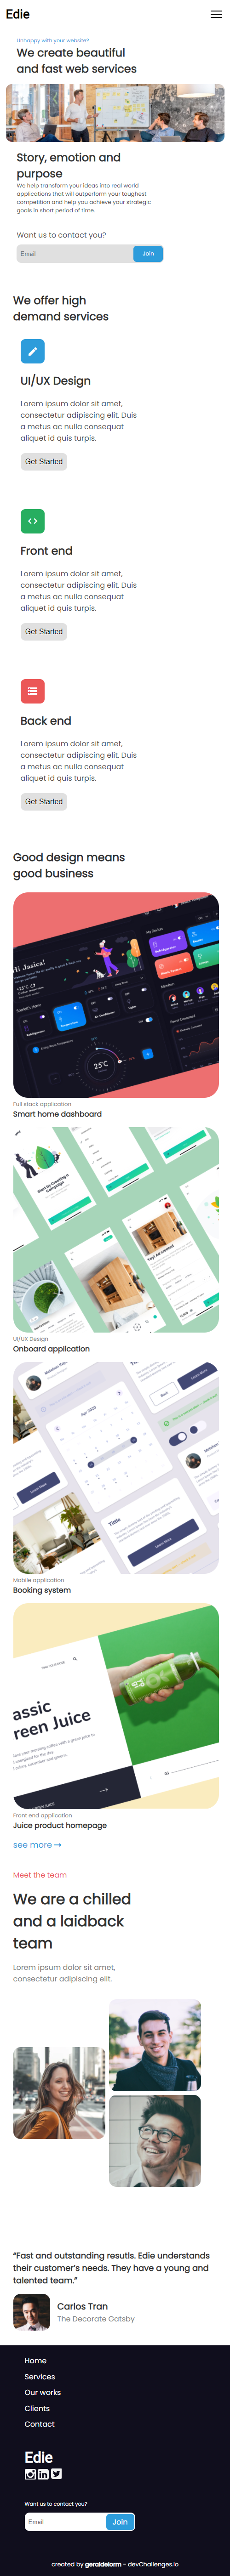 Edie
Unhappy with your website?
We create beautiful
and fast web services
Story, emotion and
purpose
We help transform your ideas into real world
applications that will outperform your toughest
competition and help you achieve your strategic
goals in short period of time.
Want us to contact you?
Email
Join
We offer high
demand services
UI/UX Design
Lorem ipsum dolor sit amet,
consectetur adipiscing elit. Duis
a metus ac nulla consequat
aliquet id quis turpis.
Get Started
Front end
Lorem ipsum dolor sit amet,
consectetur adipiscing elit. Duis
a metus ac nulla consequat
aliquet id quis turpis.
Get Started
Back end
Lorem ipsum dolor sit amet,
consectetur adipiscing elit. Duis
a metus ac nulla consequat
aliquet id quis turpis.
Get Started
Good design means
good business
25°C
Full stack application
Smart home dashboard
Start by Creating a
Campaign
UI/UX Design
Onboard application
Apr 2020
Tittle
Mobile application
Booking system
assic
reen Juice
Front end application
Juice product homepage
see more
Meet the team
We are a chilled
and a laidback
team
Lorem ipsum dolor sit amet,
consectetur adipiscing elit.
“Fast and outstanding resutls. Edie understands
their customer’s needs. They have a young and
talented team.”
Carlos Tran
The Decorate Gatsby
Home
Services
Our works
Clients
Contact
Edie
Want us to contact you?
Email
Join
created by geraldelorm - devChallenges.io